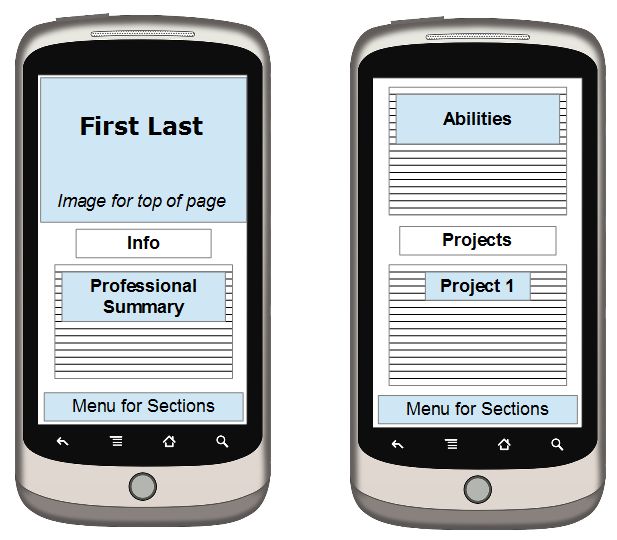 First Last
Image for top of page
Info
Professional
Summary
Menu for Sections
Abilities
Projects
Project 1
Menu for Sections